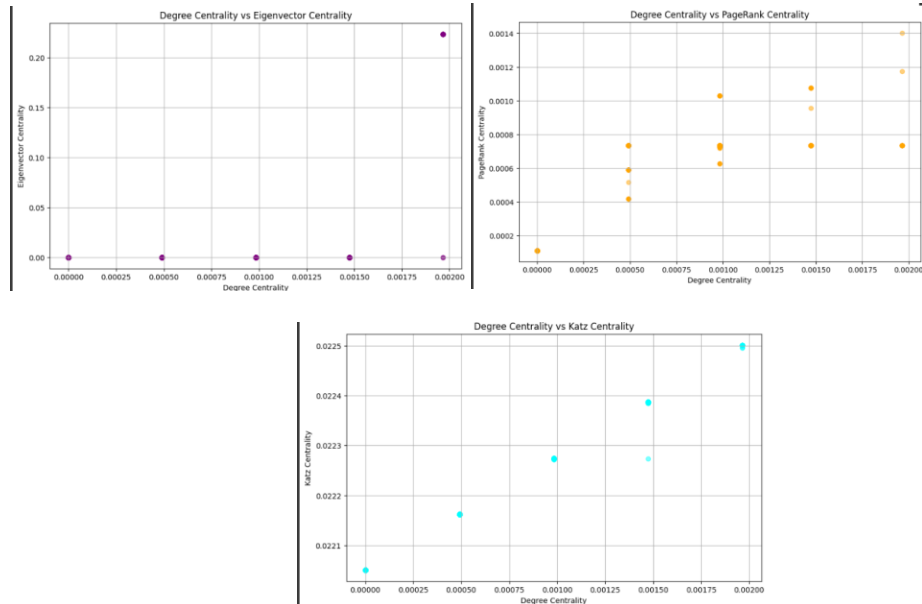 Degree Centrality vs Eigenvector Centrality
Eigenvector Centrality
0.20
0.15
0.10
0.05
0.00
0.00000 0.00025 0.00050 0.00075 0.00100 0.00125 0.00150 0.00175 0.00200
Degree Centrality
Degree Centrality vs PageRank Centrality
PageRank Centrality
0.0014
0.0012
0.0010
0.0008
0.0006
0.0004
0.0002
0.00000 0.00025 0.00050 0.00075 0.00100 0.00125 0.00150 0.00175 0.00200
Degree Centrality
Degree Centrality vs Katz Centrality
Katz Centrality
0.0225
0.0224
0.0223
0.0222
0.0221
0.00000 0.00025 0.00050 0.00075 0.00100 0.00125 0.00150 0.00175 0.00200
Degree Centrality